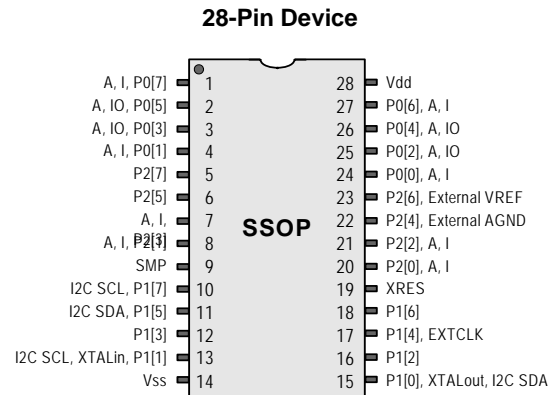 28-Pin Device
A, I, P0[7] 1 28 Vdd
A, IO, P0[5] 2 27 P0[6], A, I
A, IO, P0[3] 3 26 P0[4], A, IO
A, I, P0[1] 4 25 P0[2], A, IO
P2[7] 5 24 P0[0], A, I
P2[5] 6 23 P2[6], External VREF
A, I, P2[3] 7 SSOP 22 P2[4], External AGND
A, I, P2[1] 8 21 P2[2], A, I
SMP 9 20 P2[0], A, I
I2C SCL, P1[7] 10 19 XRES
I2C SDA, P1[5] 11 18 P1[6]
P1[3] 12 17 P1[4], EXTCLK
I2C SCL, XTALin, P1[1] 13 16 P1[2]
Vss 14 15 P1[0], XTALout, I2C SDA